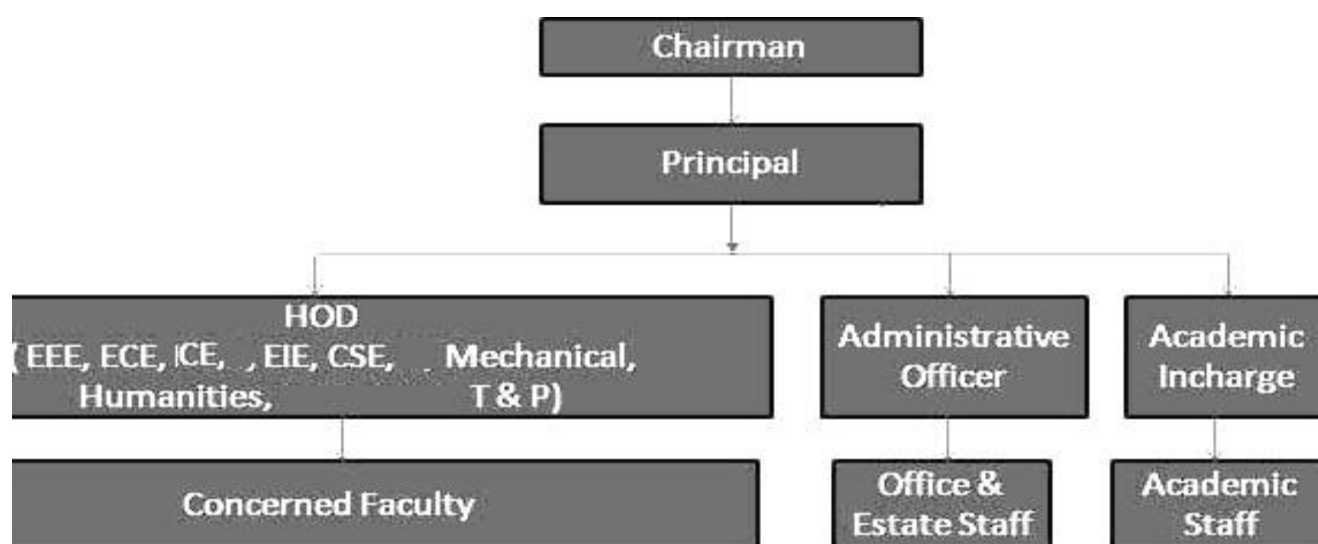 Chairman
Principal
HOD
( EEE, ECE, ICE, , EIE, CSE, . Mechanical,
Humanities, T & P)
Administrative
Officer
Academic
Incharge
Concerned Faculty
Office &
Estate Staff
Academic
Staff